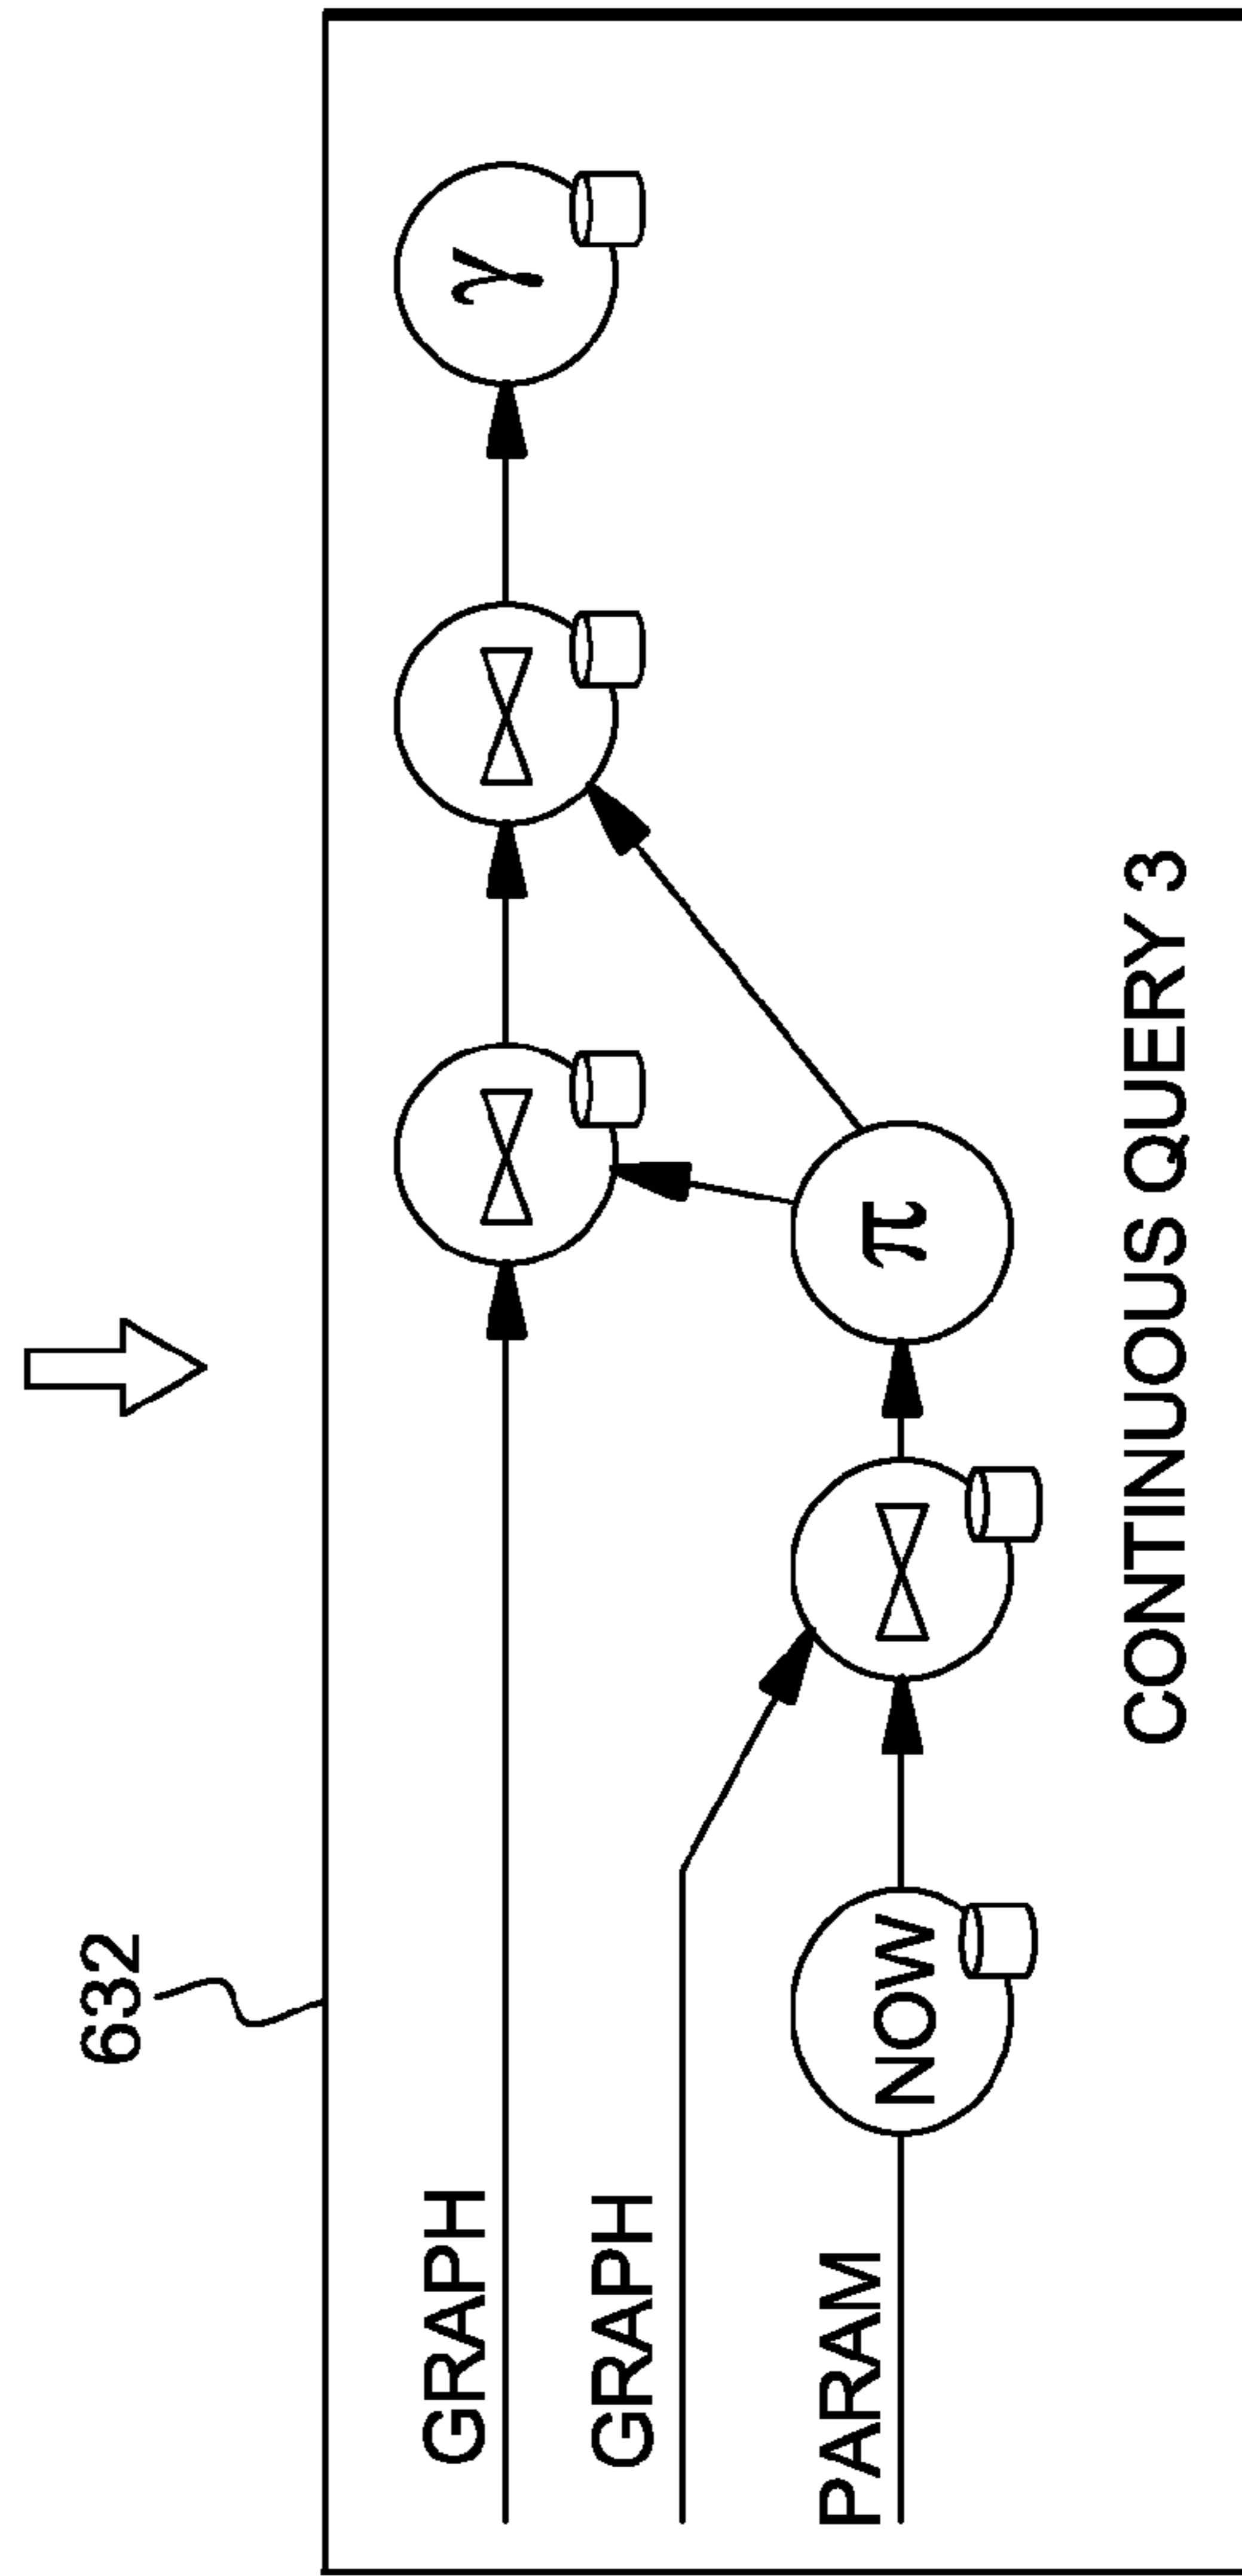 632
GRAPH
γ
GRAPH
π
PARAM
NOW
CONTINUOUS QUERY 3